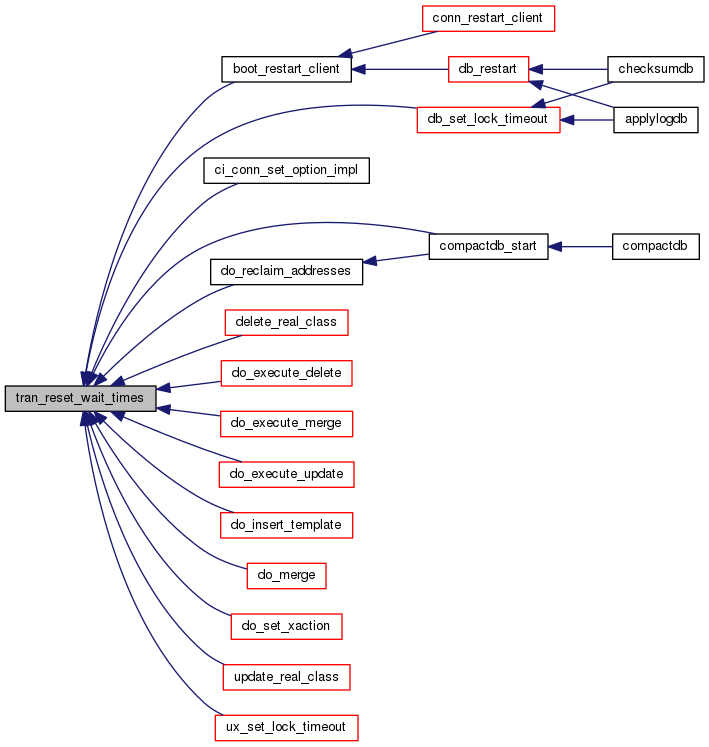 conn_restart_client
boot_restart_client
db_restart
checksumdb
db_set_lock_timeout
applylogdb
ci_conn_set_option_impl
compactdb_start
compactdb
do_reclaim_addresses
delete_real_class
do_execute_delete
tran_reset_wait_times
do_execute_merge
do_execute_update
do_insert_template
do_merge
do_set_xaction
update_real_class
ux_set_lock_timeout